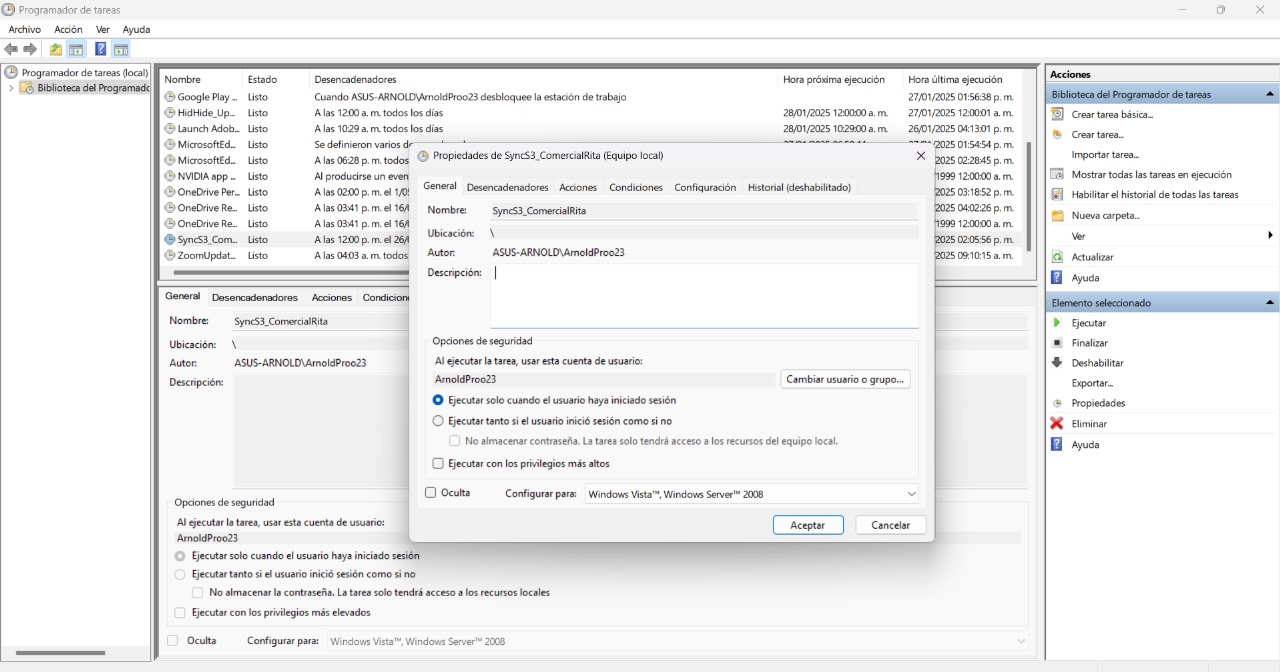 Programador de tareas
Archivo Acción Ver Ayuda
Programador de tareas (local)
Biblioteca del Programado
Nombre Estado Desencadenadores Hora próxima ejecución Hora última ejecución
Google Play ... Listo Cuando ASUS-ARNOLD\ArnoldProo23 desbloquee la estación de trabajo 27/01/2025 01:56:38 p. m.
HidHide_Up... Listo A las 12:00 a. m. todos los días 28/01/2025 12:00:00 a. m. 27/01/2025 12:00:01 a. m.
Launch Adob... Listo A las 10:29 a. m. todos los días 28/01/2025 10:29:00 a. m. 26/01/2025 04:13:01 p. m.
MicrosoftEd... Listo Se definieron varios de 2025 01:54:54 p. m.
MicrosoftEd... Listo A las 06:28 p. m. todos 2025 02:28:45 p. m.
NVIDIA app ... Listo Al producirse un even 1999 12:00:00 a. m.
OneDrive Per... Listo A las 02:00 p. m. el 1/05 2025 03:18:52 p. m.
OneDrive Re... Listo A las 03:41 p. m. el 16/0 2025 04:02:26 p. m.
OneDrive Re... Listo A las 03:41 p. m. el 16/0 1999 12:00:00 a. m.
SyncS3_Com... Listo A las 12:00 p. m. el 26/0 2025 02:05:56 p. m.
ZoomUpdat... Listo A las 04:03 a. m. todos 2025 09:10:15 a. m.
General Desencadenadores Acciones Condicion
Nombre: SyncS3_ComercialRita
Ubicación: \
Autor: ASUS-ARNOLD\ArnoldProo23
Descripción:
Opciones de seguridad
Al ejecutar la tarea, usar esta cuenta de usuario:
ArnoldProo23
Ejecutar solo cuando el usuario haya iniciado sesión
Ejecutar tanto si el usuario inició sesión como si no
No almacenar la contraseña. La tarea solo tendrá acceso a los recursos locales
Ejecutar con los privilegios más elevados
Oculta Configurar para: Windows Vista™, Windows Server™ 2008
Propiedades de SyncS3_ComercialRita (Equipo local)
General Desencadenadores Acciones Condiciones Configuración Historial (deshabilitado)
Nombre: SyncS3_ComercialRita
Ubicación: \
Autor: ASUS-ARNOLD\ArnoldProo23
Descripción:
Opciones de seguridad
Al ejecutar la tarea, usar esta cuenta de usuario:
ArnoldProo23 Cambiar usuario o grupo...
Ejecutar solo cuando el usuario haya iniciado sesión
Ejecutar tanto si el usuario inició sesión como si no
No almacenar contraseña. La tarea solo tendrá acceso a los recursos del equipo local.
Ejecutar con los privilegios más altos
Oculta Configurar para: Windows Vista™, Windows Server™ 2008
Aceptar Cancelar
Acciones
Biblioteca del Programador de tareas
Crear tarea básica...
Crear tarea...
Importar tarea...
Mostrar todas las tareas en ejecución
Habilitar el historial de todas las tareas
Nueva carpeta...
Ver
Actualizar
Ayuda
Elemento seleccionado
Ejecutar
Finalizar
Deshabilitar
Exportar...
Propiedades
Eliminar
Ayuda